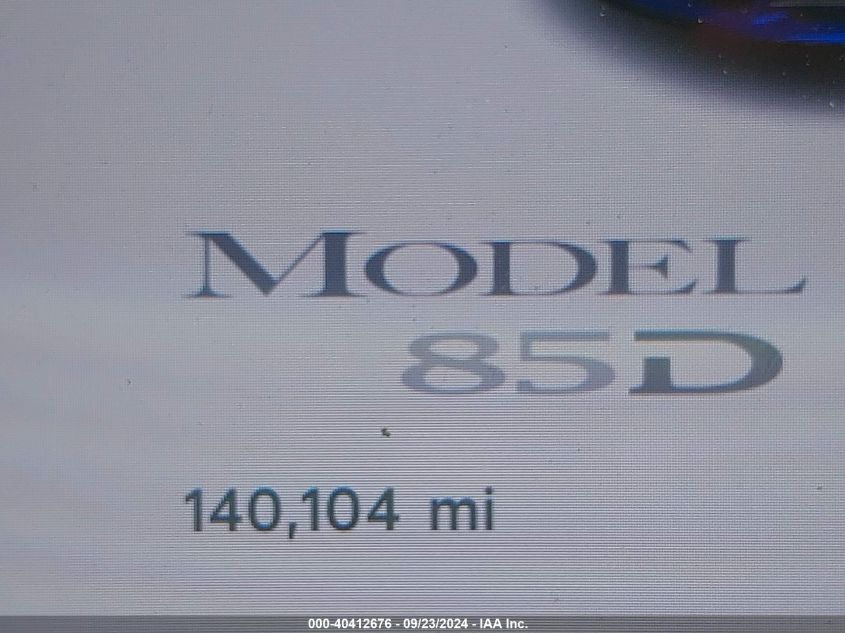 MODEL
85D
140,104 mi
000-40412676 - 09/23/2024 - IAA Inc.